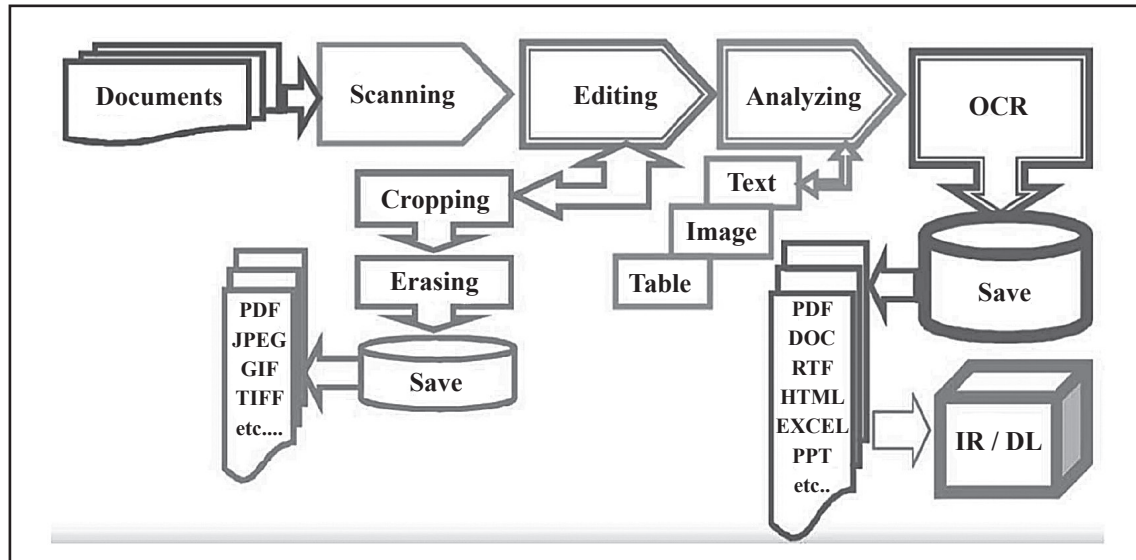 Documents
Scanning
Editing
Analyzing
OCR
Cropping
Erasing
Save
PDF
JPEG
GIF
TIFF
etc....
Text
Image
Table
Save
PDF
DOC
RTF
HTML
EXCEL
PPT
etc..
IR / DL